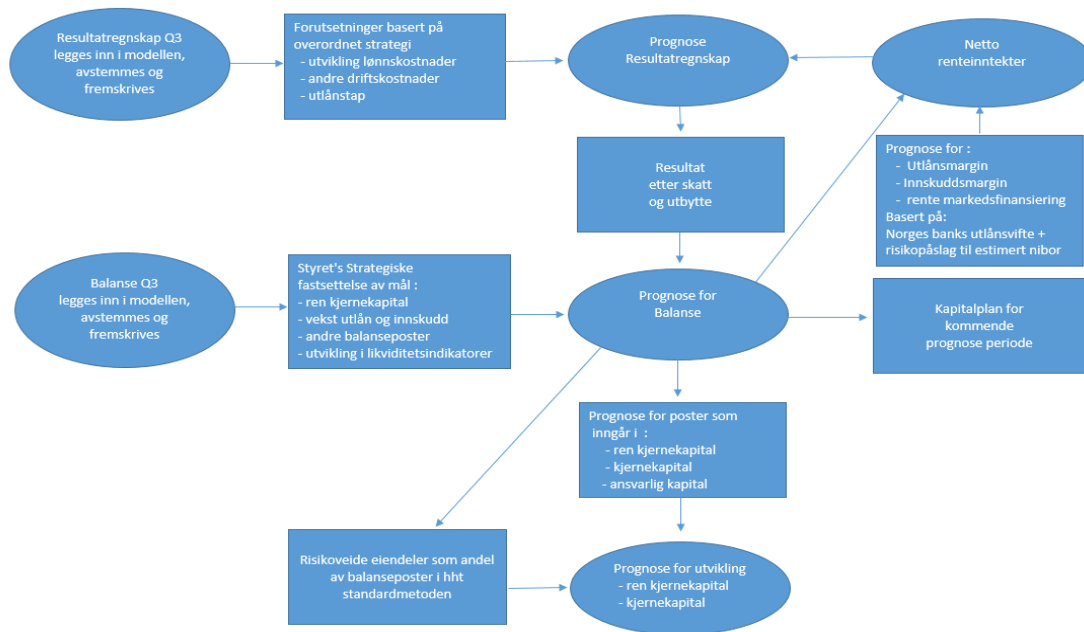 Resultatregnskap Q3
legges inn i modellen,
avstemmes og
fremskrives
Forutsetninger basert på
overordnet strategi
- utvikling lønnskostnader
- andre driftskostnader
- utlånstap
Prognose
Resultatregnskap
Netto
renteinntekter
Resultat
etter skatt
og utbytte
Prognose for :
- Utlånsmargin
- Innskuddsmargin
- rente markedsfinansiering
Basert på:
Norges banks utlånsvifte +
risikopåslag til estimert nibor
Balanse Q3
legges inn i modellen,
avstemmes og
fremskrives
Styret's Strategiske
fastsettelse av mål :
- ren kjernekapital
- vekst utlån og innskudd
- andre balanseposter
- utvikling i likviditetsindikatorer
Prognose for
Balanse
Kapitalplan for
kommende
prognose periode
Prognose for poster som
inngår i :
- ren kjernekapital
- kjernekapital
- ansvarlig kapital
Risikoveide eiendeler som andel
av balanseposter i hht
standardmetoden
Prognose for utvikling
- ren kjernekapital
- kjernekapital